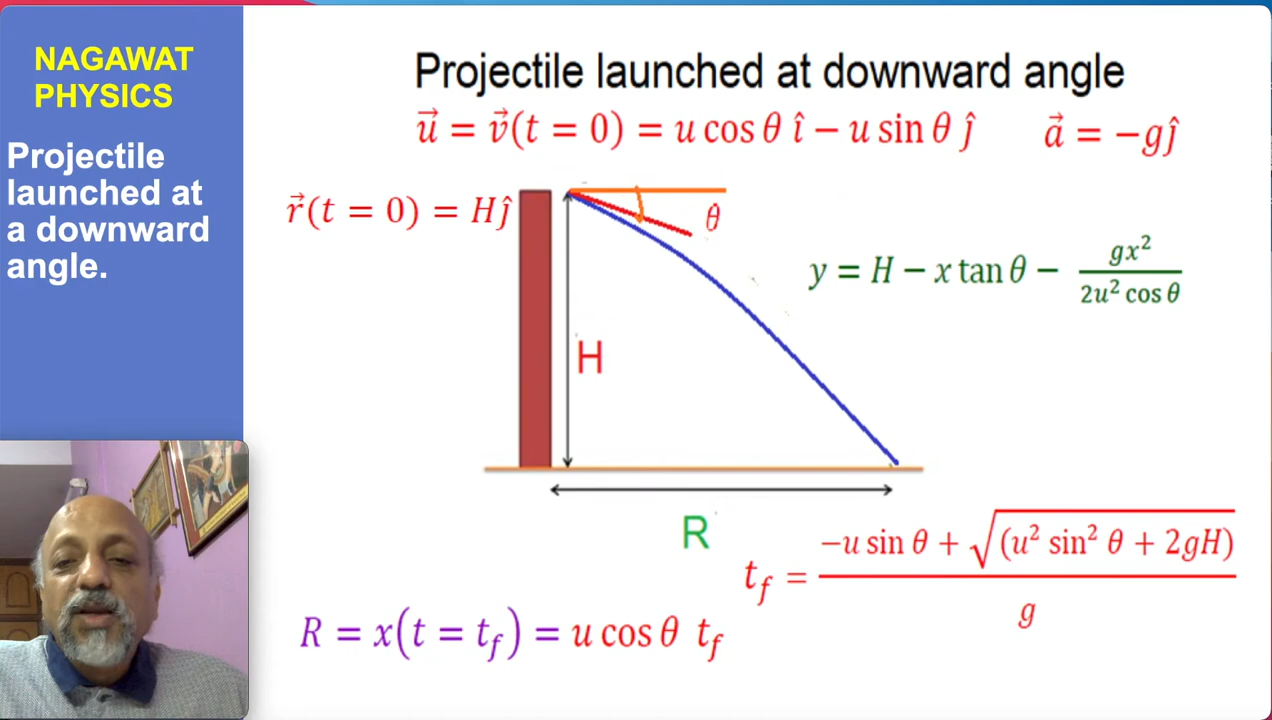 NAGAWAT
PHYSICS
Projectile
launched at
a downward
angle.
Projectile launched at downward angle
u⃗ = v⃗(t = 0) = u cos θ î − u sin θ ĵ
a⃗ = −gĵ
r⃗(t = 0) = Hĵ
θ
y = H − x tan θ − gx² / 2u² cos θ
H
R
t_f = −u sin θ + √(u² sin² θ + 2gH) / g
R = x(t = t_f) = u cos θ t_f